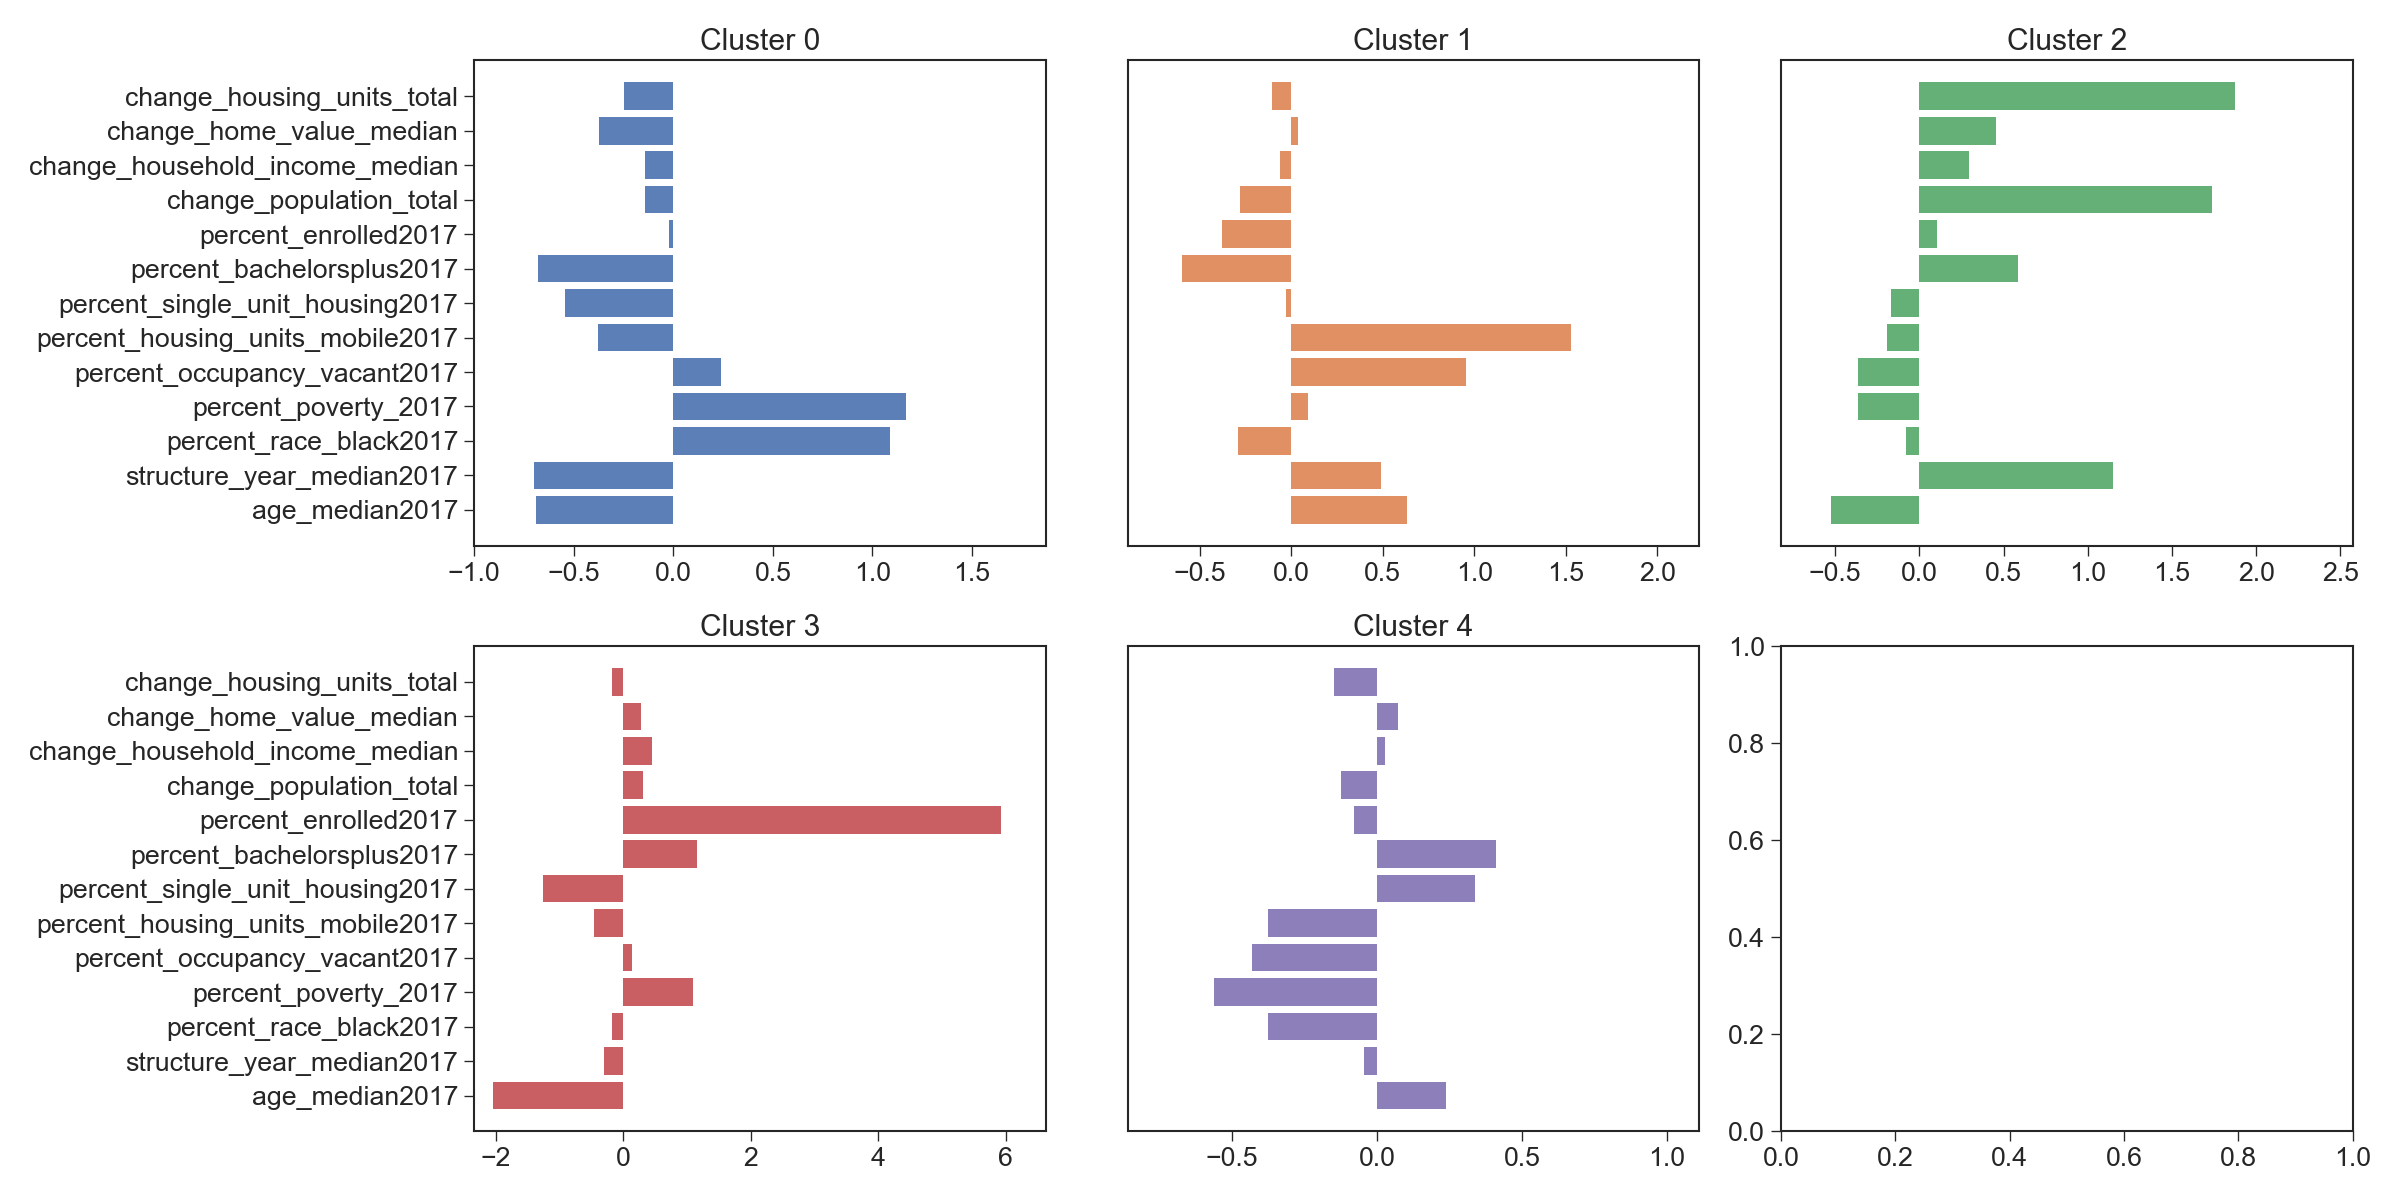 Cluster 0
Cluster 1
Cluster 2
change_housing_units_total
change_home_value_median
change_household_income_median
change_population_total
percent_enrolled2017
percent_bachelorsplus2017
percent_single_unit_housing2017
percent_housing_units_mobile2017
percent_occupancy_vacant2017
percent_poverty_2017
percent_race_black2017
structure_year_median2017
age_median2017
−1.0 −0.5 0.0 0.5 1.0 1.5
−0.5 0.0 0.5 1.0 1.5 2.0
−0.5 0.0 0.5 1.0 1.5 2.0 2.5
Cluster 3
Cluster 4
change_housing_units_total
change_home_value_median
change_household_income_median
change_population_total
percent_enrolled2017
percent_bachelorsplus2017
percent_single_unit_housing2017
percent_housing_units_mobile2017
percent_occupancy_vacant2017
percent_poverty_2017
percent_race_black2017
structure_year_median2017
age_median2017
−2 0 2 4 6
−0.5 0.0 0.5 1.0
1.0
0.8
0.6
0.4
0.2
0.0
0.0 0.2 0.4 0.6 0.8 1.0